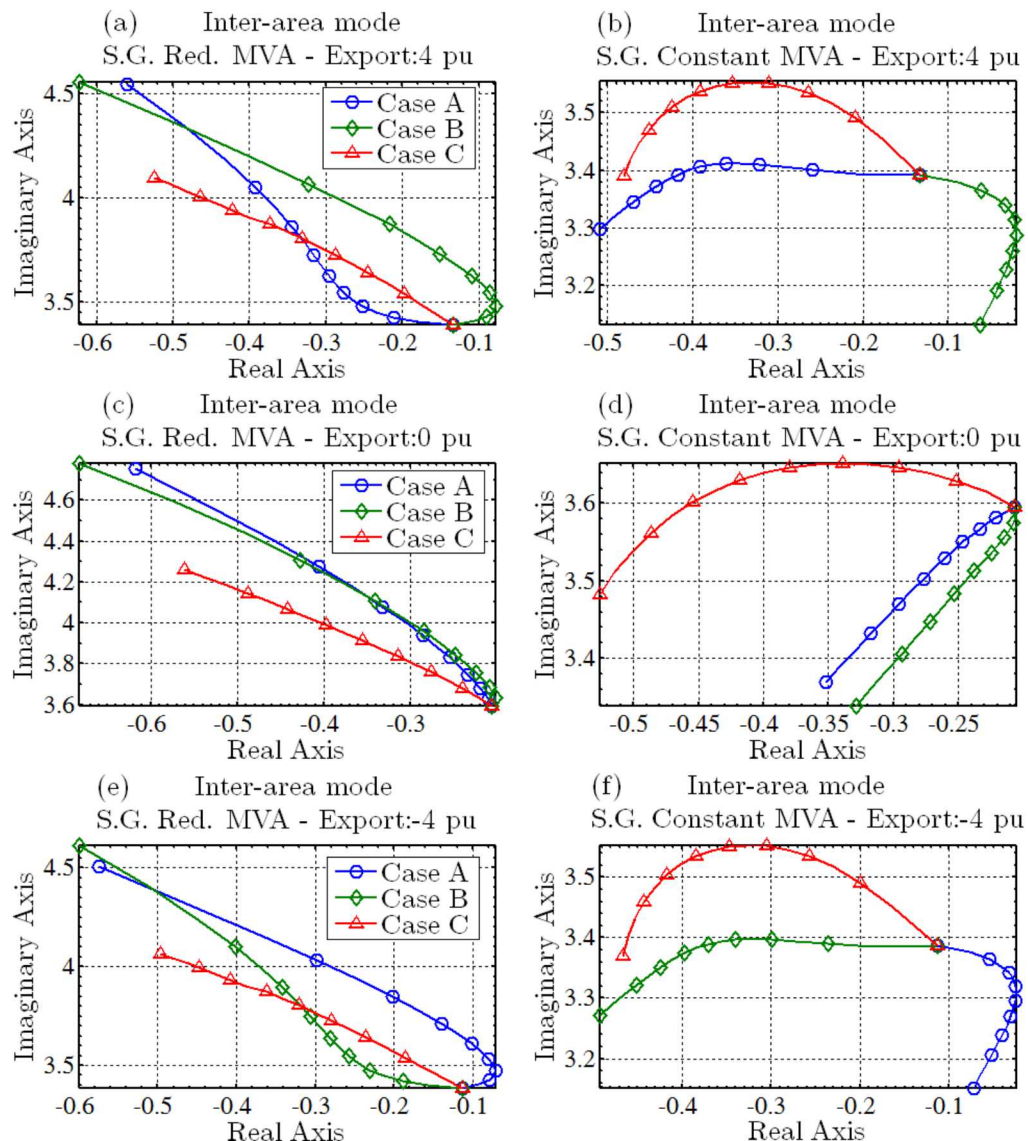 (a) Inter-area mode
S.G. Red. MVA - Export:4 pu
4.5
4
3.5
Imaginary Axis
Case A
Case B
Case C
-0.6 -0.5 -0.4 -0.3 -0.2 -0.1
Real Axis
(b) Inter-area mode
S.G. Constant MVA - Export:4 pu
3.5
3.4
3.3
3.2
Imaginary Axis
-0.5 -0.4 -0.3 -0.2 -0.1
Real Axis
(c) Inter-area mode
S.G. Red. MVA - Export:0 pu
4.6
4.4
4.2
4
3.8
3.6
Imaginary Axis
Case A
Case B
Case C
-0.6 -0.5 -0.4 -0.3
Real Axis
(d) Inter-area mode
S.G. Constant MVA - Export:0 pu
3.6
3.5
3.4
Imaginary Axis
-0.5 -0.45 -0.4 -0.35 -0.3 -0.25
Real Axis
(e) Inter-area mode
S.G. Red. MVA - Export:-4 pu
4.5
4
3.5
Imaginary Axis
Case A
Case B
Case C
-0.6 -0.5 -0.4 -0.3 -0.2 -0.1
Real Axis
Inter-area mode (f)
S.G. Constant MVA - Export:-4 pu
3.5
3.4
3.3
3.2
Imaginary Axis
-0.4 -0.3 -0.2 -0.1
Real Axis